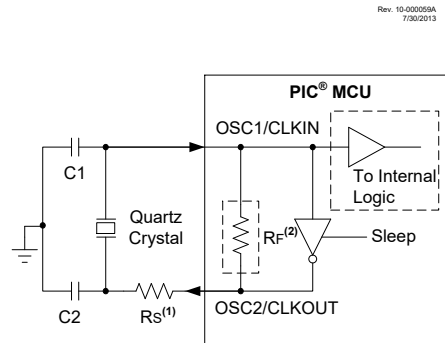 Rev. 10-000059A
7/30/2013
PIC® MCU
OSC1/CLKIN
C1
To Internal
Logic
Quartz
Crystal
RF(2)
Sleep
C2
RS(1)
OSC2/CLKOUT